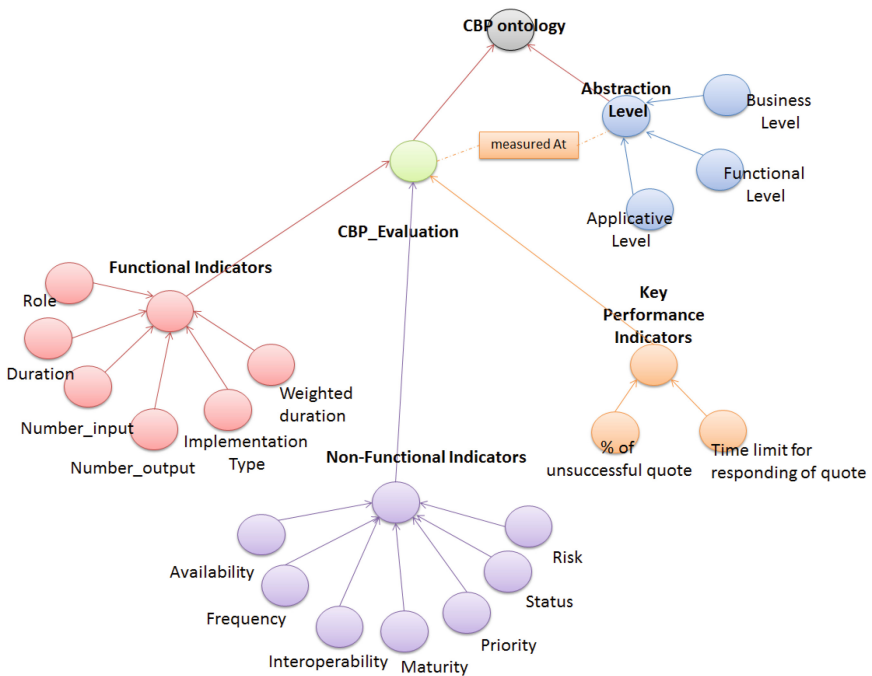 CBP ontology
Abstraction
Level
Business
Level
measured At
Functional
Level
Applicative
Level
CBP_Evaluation
Functional Indicators
Role
Duration
Number_input
Number_output
Implementation
Type
Weighted
duration
Key
Performance
Indicators
% of
unsuccessful quote
Time limit for
responding of quote
Non-Functional Indicators
Availability
Frequency
Interoperability
Maturity
Priority
Status
Risk